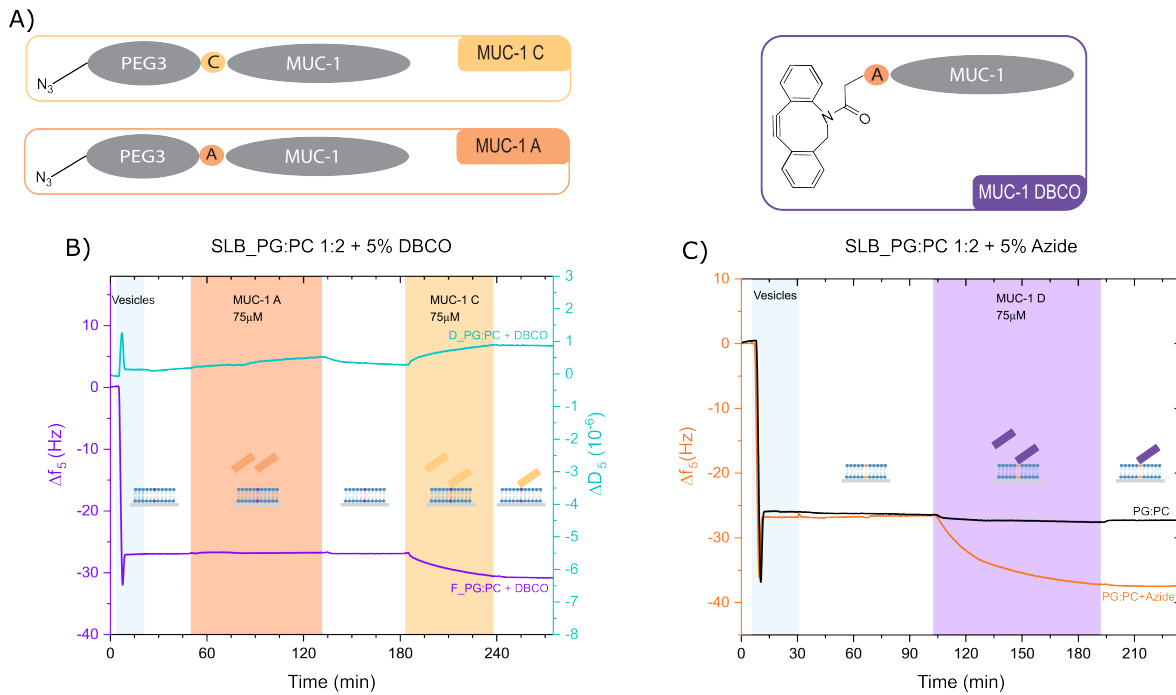 A)
PEG3
C
MUC-1
MUC-1 C
N3
PEG3
A
MUC-1
MUC-1 A
N3
A
MUC-1
N
O
MUC-1 DBCO
B)
SLB_PG:PC 1:2 + 5% DBCO
Vesicles
MUC-1 A
75μM
MUC-1 C
75μM
D_PG:PC + DBCO
F_PG:PC + DBCO
10
0
-10
-20
-30
-40
Δf5 (Hz)
3
2
1
0
-1
-2
-3
-4
-5
-6
-7
-8
ΔD5 (10-6)
0
60
120
180
240
Time (min)
C)
SLB_PG:PC 1:2 + 5% Azide
Vesicles
MUC-1 D
75μM
PG:PC
PG:PC+Azide
10
0
-10
-20
-30
-40
Δf5(Hz)
0
30
60
90
120
150
180
210
Time (min)